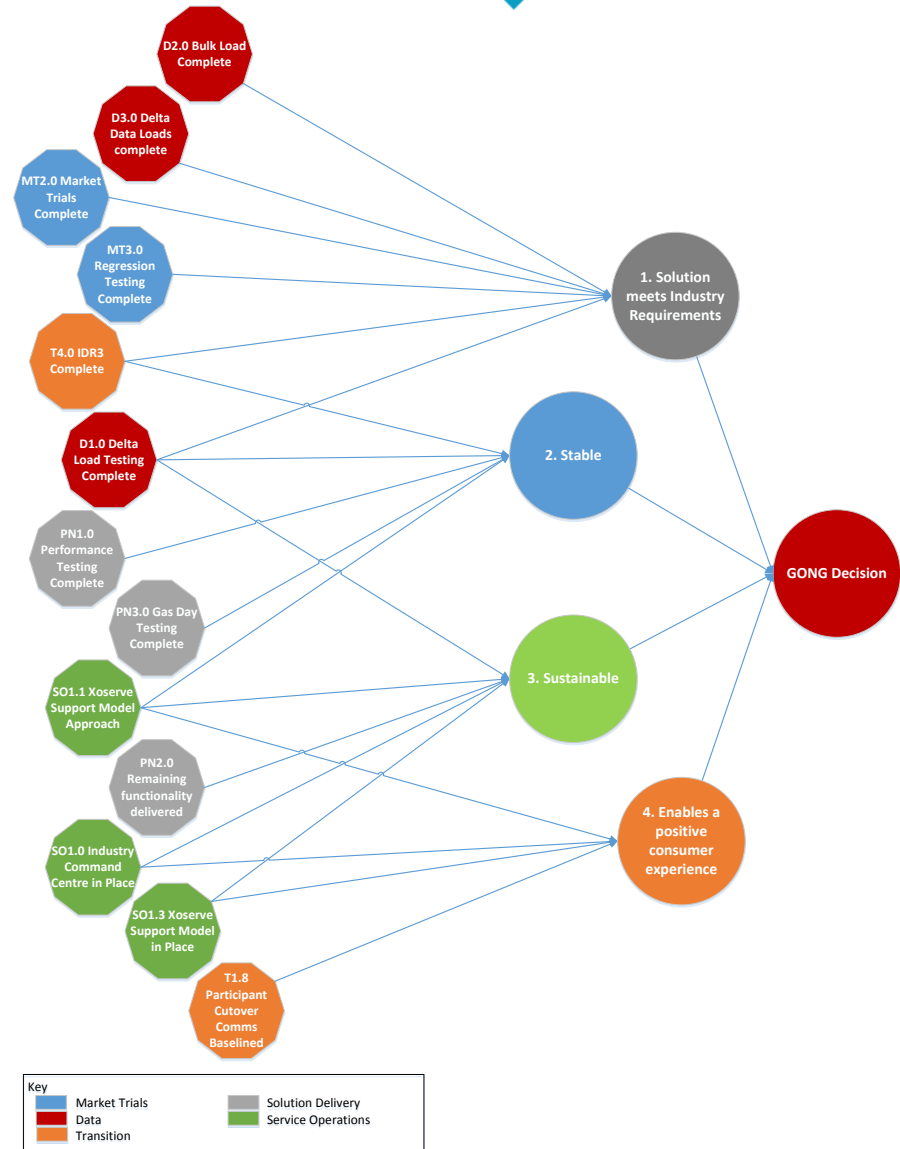 D2.0 Bulk Load
Complete
D3.0 Delta
Data Loads
complete
MT2.0 Market
Trials
Complete
MT3.0
Regression
Testing
Complete
T4.0 IDR3
Complete
D1.0 Delta
Load Testing
Complete
PN1.0
Performance
Testing
Complete
PN3.0 Gas Day
Testing
Complete
SO1.1 Xoserve
Support Model
Approach
PN2.0
Remaining
functionality
delivered
SO1.0 Industry
Command
Centre in Place
SO1.3 Xoserve
Support Model
in Place
T1.8
Participant
Cutover
Comms
Baselined
1. Solution
meets Industry
Requirements
2. Stable
3. Sustainable
4. Enables a
positive
consumer
experience
GONG Decision
Key
Market Trials
Data
Transition
Solution Delivery
Service Operations